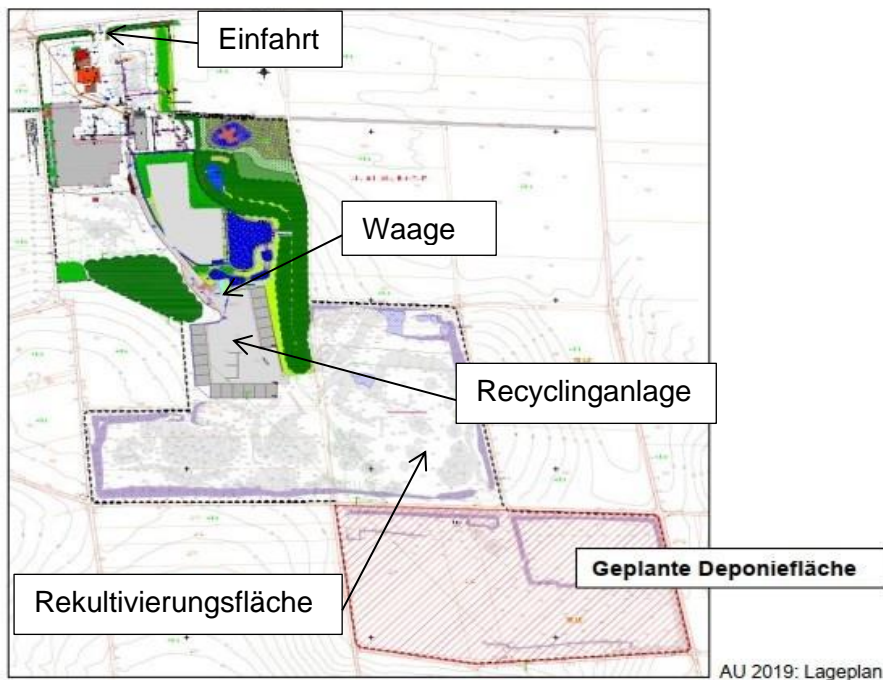 Einfahrt
Waage
Recyclinganlage
Geplante Deponiefläche
Rekultivierungsfläche
AU 2019: Lageplan